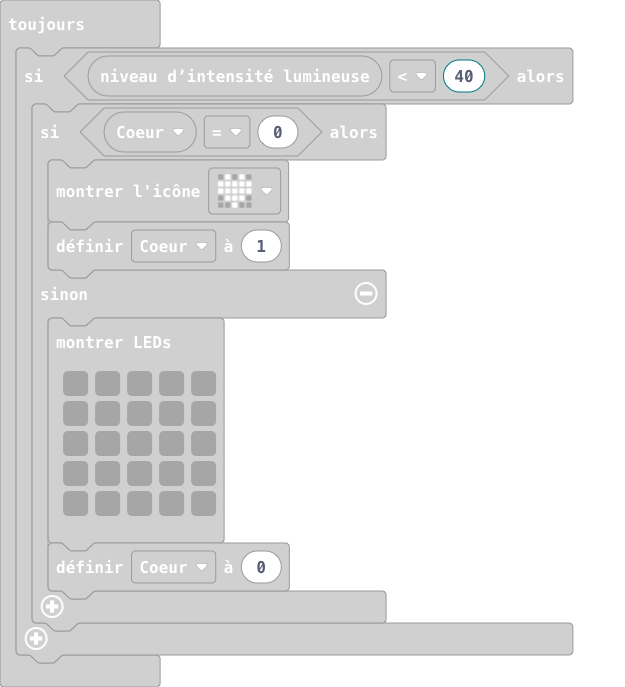 toujours
si niveau d’intensité lumineuse < 40 alors
si Coeur = 0 alors
montrer l'icône
définir Coeur à 1
sinon
montrer LEDs
définir Coeur à 0